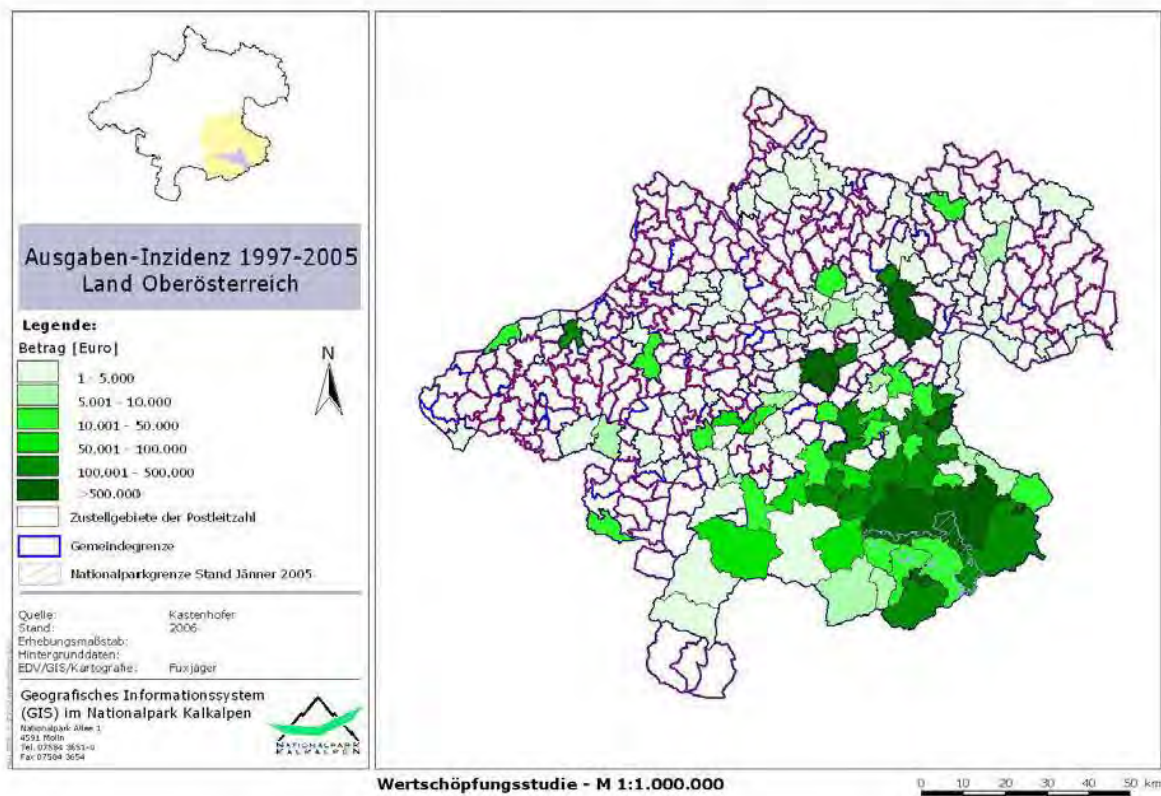 Ausgaben-Inzidenz 1997-2005
Land Oberösterreich
Legende:
Betrag [Euro]
1 - 5.000
5.001 - 10.000
10.001 - 50.000
50.001 - 100.000
100.001 - 500.000
>500.000
Zustellgebiete der Postleitzahl
Gemeindegrenze
Nationalparkgrenze Stand Jänner 2005
N
Quelle: Kastenhofer
Stand: 2006
Erhebungsmaßstab:
Hintergrunddaten:
EDV/GIS/Kartografie: Fuxjäger
Geografisches Informationssystem
(GIS) im Nationalpark Kalkalpen
Nationalpark Allee 1
4591 Molln
Tel. 07584 3651-0
Fax 07584 3654
NATIONALPARK
KALKALPEN
Wertschöpfungsstudie - M 1:1.000.000
0 10 20 30 40 50 km